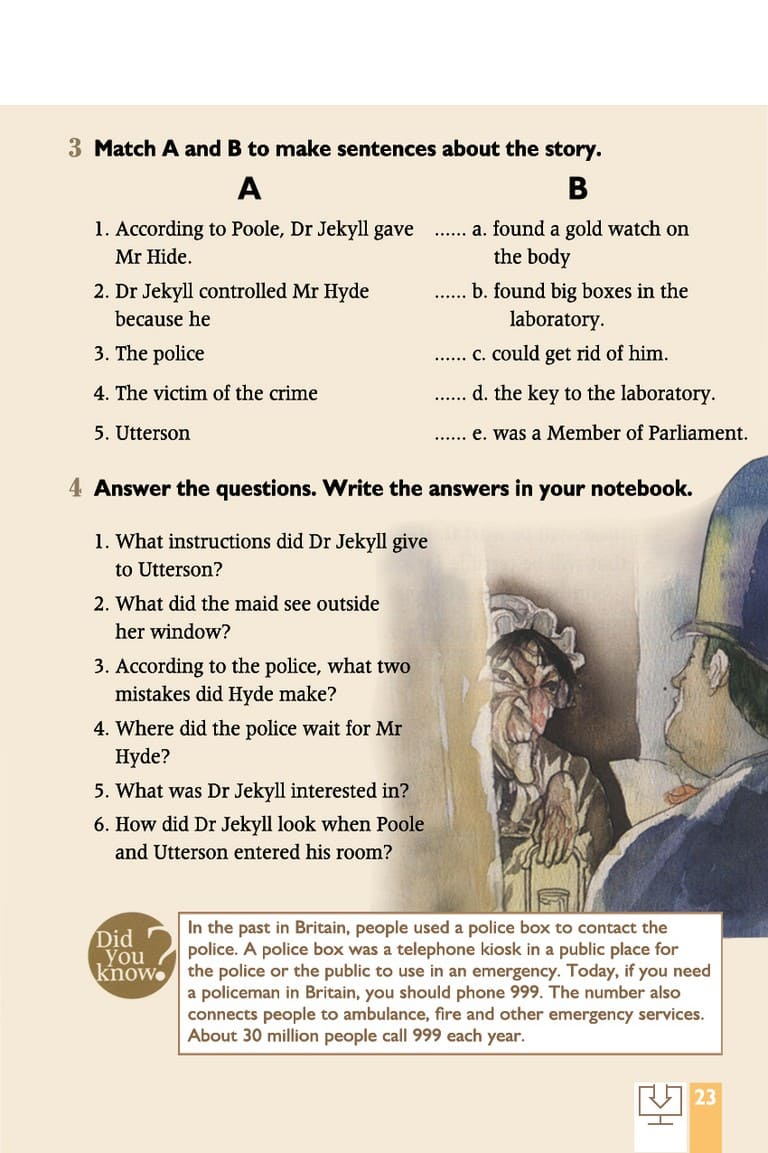 3 Match A and B to make sentences about the story.
A B
1. According to Poole, Dr Jekyll gave
Mr Hide.
...... a. found a gold watch on
the body
2. Dr Jekyll controlled Mr Hyde
because he
...... b. found big boxes in the
laboratory.
3. The police ...... c. could get rid of him.
4. The victim of the crime ...... d. the key to the laboratory.
5. Utterson ...... e. was a Member of Parliament.
4 Answer the questions. Write the answers in your notebook.
1. What instructions did Dr Jekyll give
to Utterson?
2. What did the maid see outside
her window?
3. According to the police, what two
mistakes did Hyde make?
4. Where did the police wait for Mr
Hyde?
5. What was Dr Jekyll interested in?
6. How did Dr Jekyll look when Poole
and Utterson entered his room?
Did
you
know?
In the past in Britain, people used a police box to contact the
police. A police box was a telephone kiosk in a public place for
the police or the public to use in an emergency. Today, if you need
a policeman in Britain, you should phone 999. The number also
connects people to ambulance, fire and other emergency services.
About 30 million people call 999 each year.
23